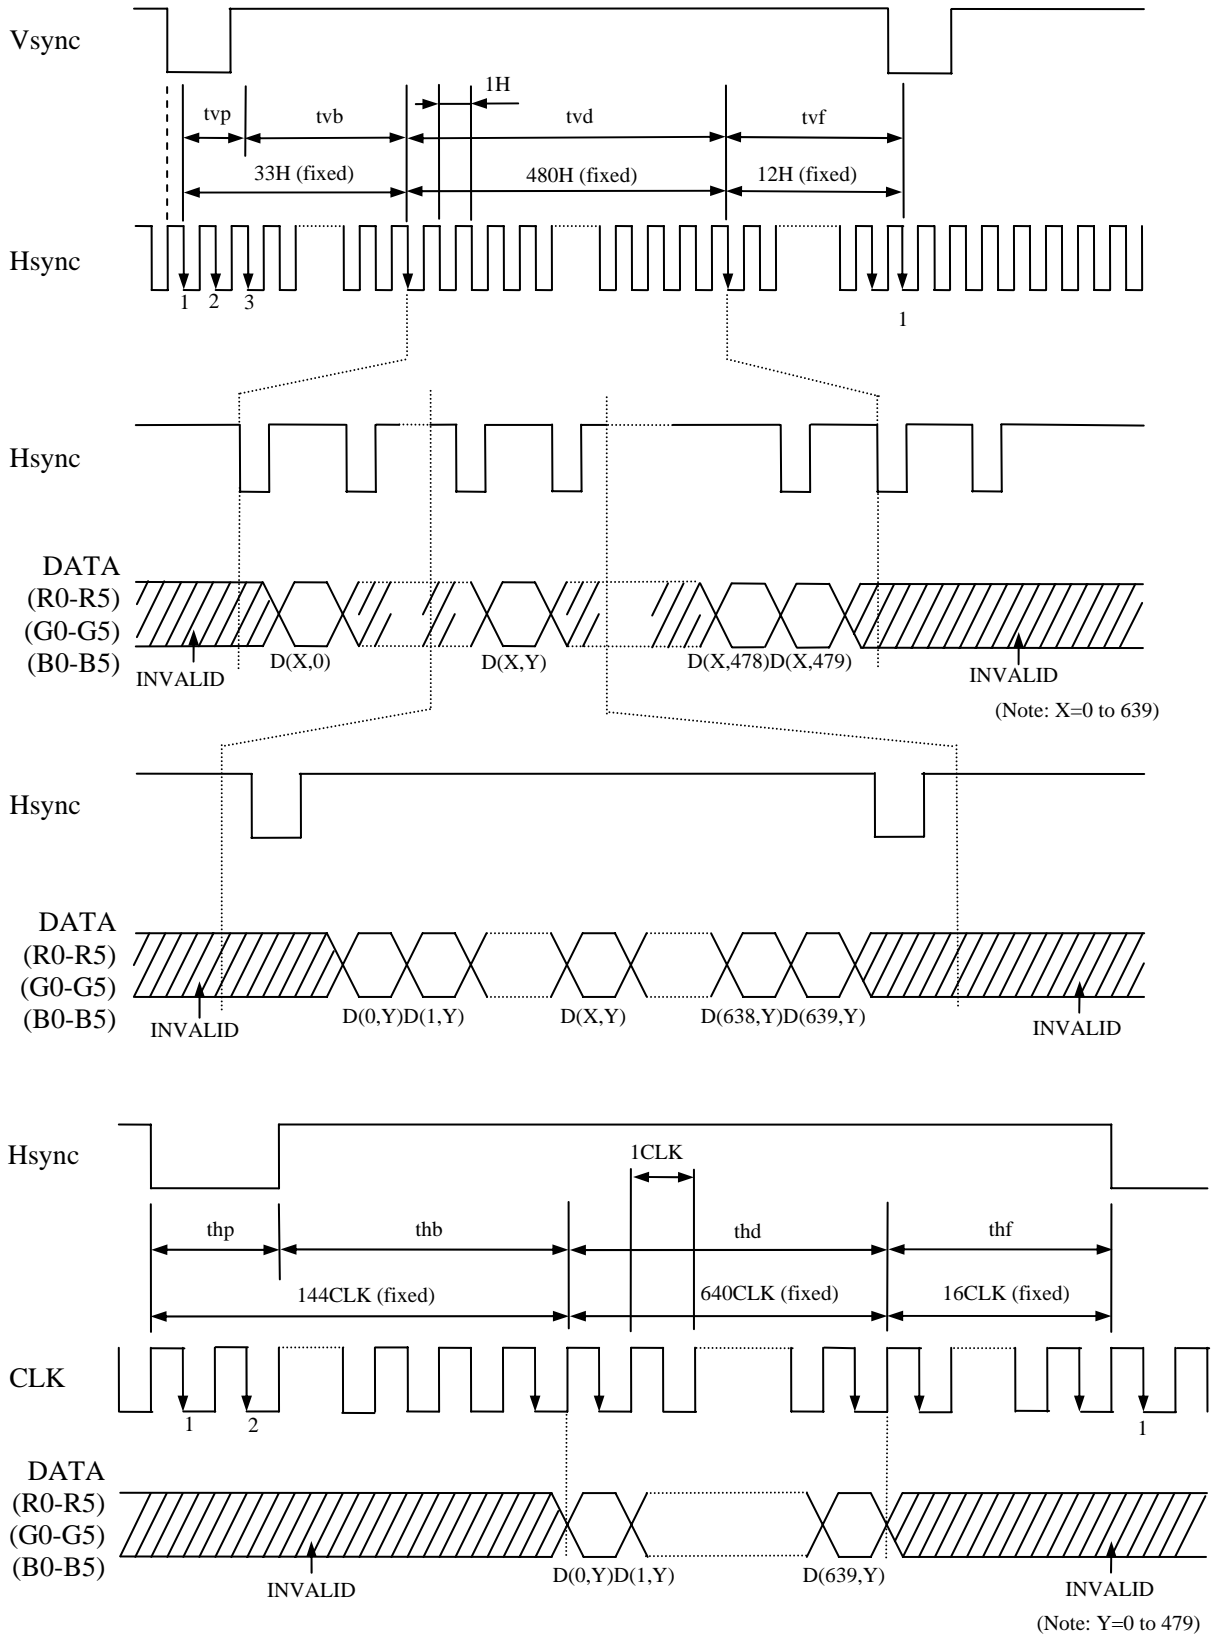 Vsync
1H
tvp tvb tvd tvf
33H (fixed) 480H (fixed) 12H (fixed)
Hsync
1 2 3 1
Hsync
DATA
(R0-R5)
(G0-G5)
(B0-B5)
D(X,0) D(X,Y) D(X,478)D(X,479)
INVALID INVALID
(Note: X=0 to 639)
Hsync
DATA
(R0-R5)
(G0-G5)
(B0-B5)
D(0,Y)D(1,Y) D(X,Y) D(638,Y)D(639,Y)
INVALID INVALID
Hsync
1CLK
thp thb thd thf
144CLK (fixed) 640CLK (fixed) 16CLK (fixed)
CLK
1 2 1
DATA
(R0-R5)
(G0-G5)
(B0-B5)
D(0,Y)D(1,Y) D(639,Y)
INVALID INVALID
(Note: Y=0 to 479)